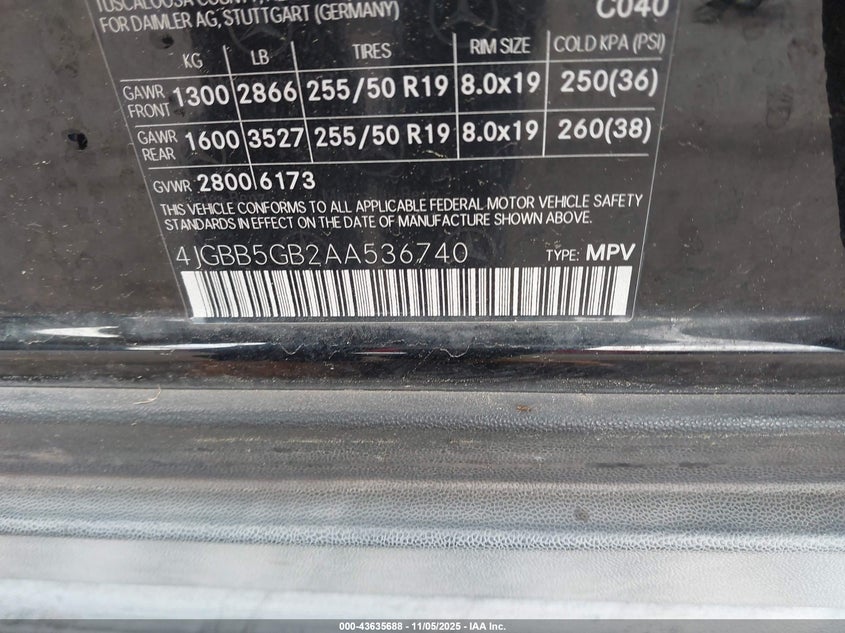 FOR DAIMLER AG, STUTTGART (GERMANY)
C040
KG LB TIRES RIM SIZE COLD KPA (PSI)
GAWR FRONT 1300 2866 255/50 R19 8.0x19 250(36)
GAWR REAR 1600 3527 255/50 R19 8.0x19 260(38)
GVWR 2800 6173
THIS VEHICLE CONFORMS TO ALL APPLICABLE FEDERAL MOTOR VEHICLE SAFETY
STANDARDS IN EFFECT ON THE DATE OF MANUFACTURE SHOWN ABOVE.
4JGBB5GB2AA536740 TYPE: MPV
000-43635688 - 11/05/2025 - IAA Inc.